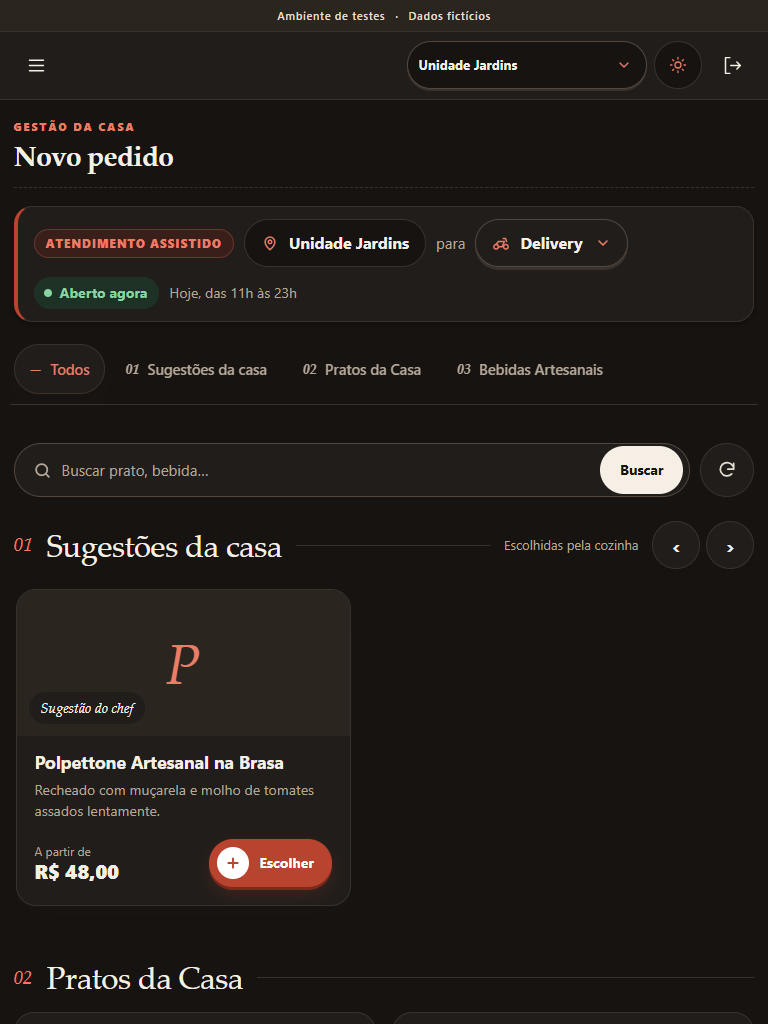 Ambiente de testes · Dados fictícios
Unidade Jardins
GESTÃO DA CASA
Novo pedido
ATENDIMENTO ASSISTIDO Unidade Jardins para Delivery
Aberto agora Hoje, das 11h às 23h
— Todos 01 Sugestões da casa 02 Pratos da Casa 03 Bebidas Artesanais
Buscar prato, bebida... Buscar
01 Sugestões da casa Escolhidas pela cozinha ‹ ›
P
Sugestão do chef
Polpettone Artesanal na Brasa
Recheado com muçarela e molho de tomates
assados lentamente.
A partir de
R$ 48,00 + Escolher
02 Pratos da Casa